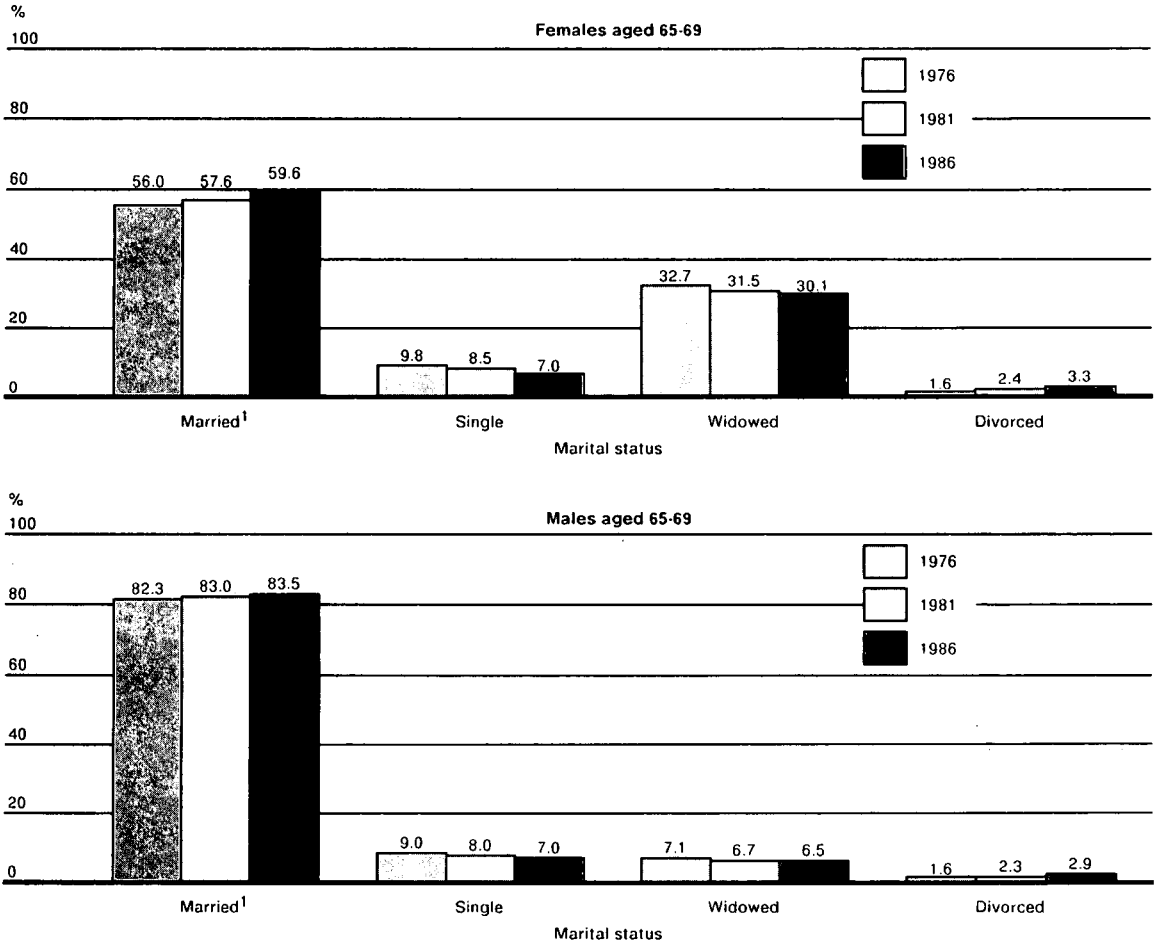 %
Females aged 65-69
100
1976
80
1981
1986
60
56.0 57.6 59.6
40
32.7 31.5 30.1
20
9.8 8.5 7.0
1.6 2.4 3.3
0
Married1 Single Widowed Divorced
Marital status
%
Males aged 65-69
100
1976
82.3 83.0 83.5
80
1981
1986
60
40
20
9.0 8.0 7.0
7.1 6.7 6.5
1.6 2.3 2.9
0
Married1 Single Widowed Divorced
Marital status